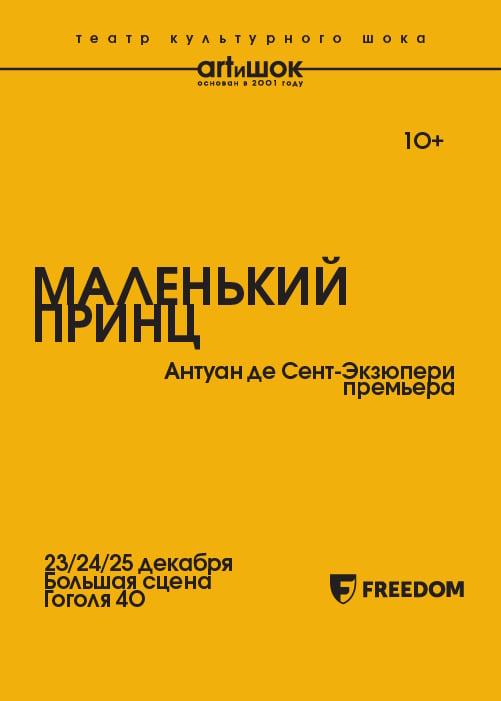 театр культурного шока
artиШОК
основан в 2001 году
10+
МАЛЕНЬКИЙ
ПРИНЦ
Антуан де Сент-Экзюпери
премьера
23/24/25 декабря
Большая сцена
Гоголя 40
FREEDOM